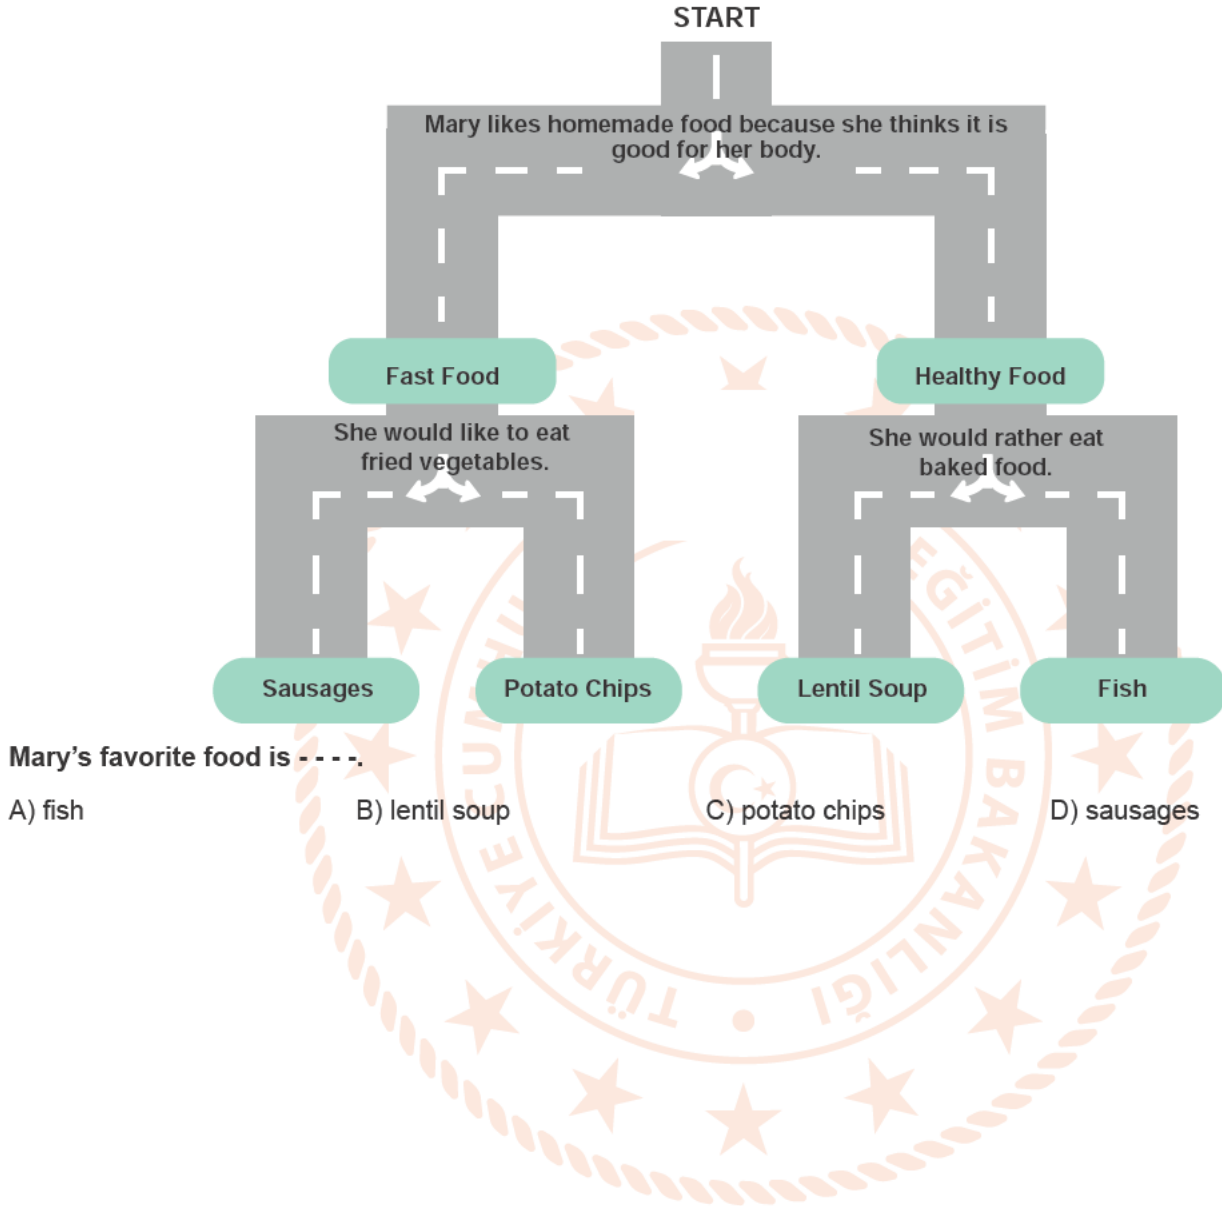 START
Mary likes homemade food because she thinks it is
good for her body.
Fast Food
Healthy Food
She would like to eat
fried vegetables.
She would rather eat
baked food.
Sausages
Potato Chips
Lentil Soup
Fish
Mary’s favorite food is - - - -.
A) fish
B) lentil soup
C) potato chips
D) sausages